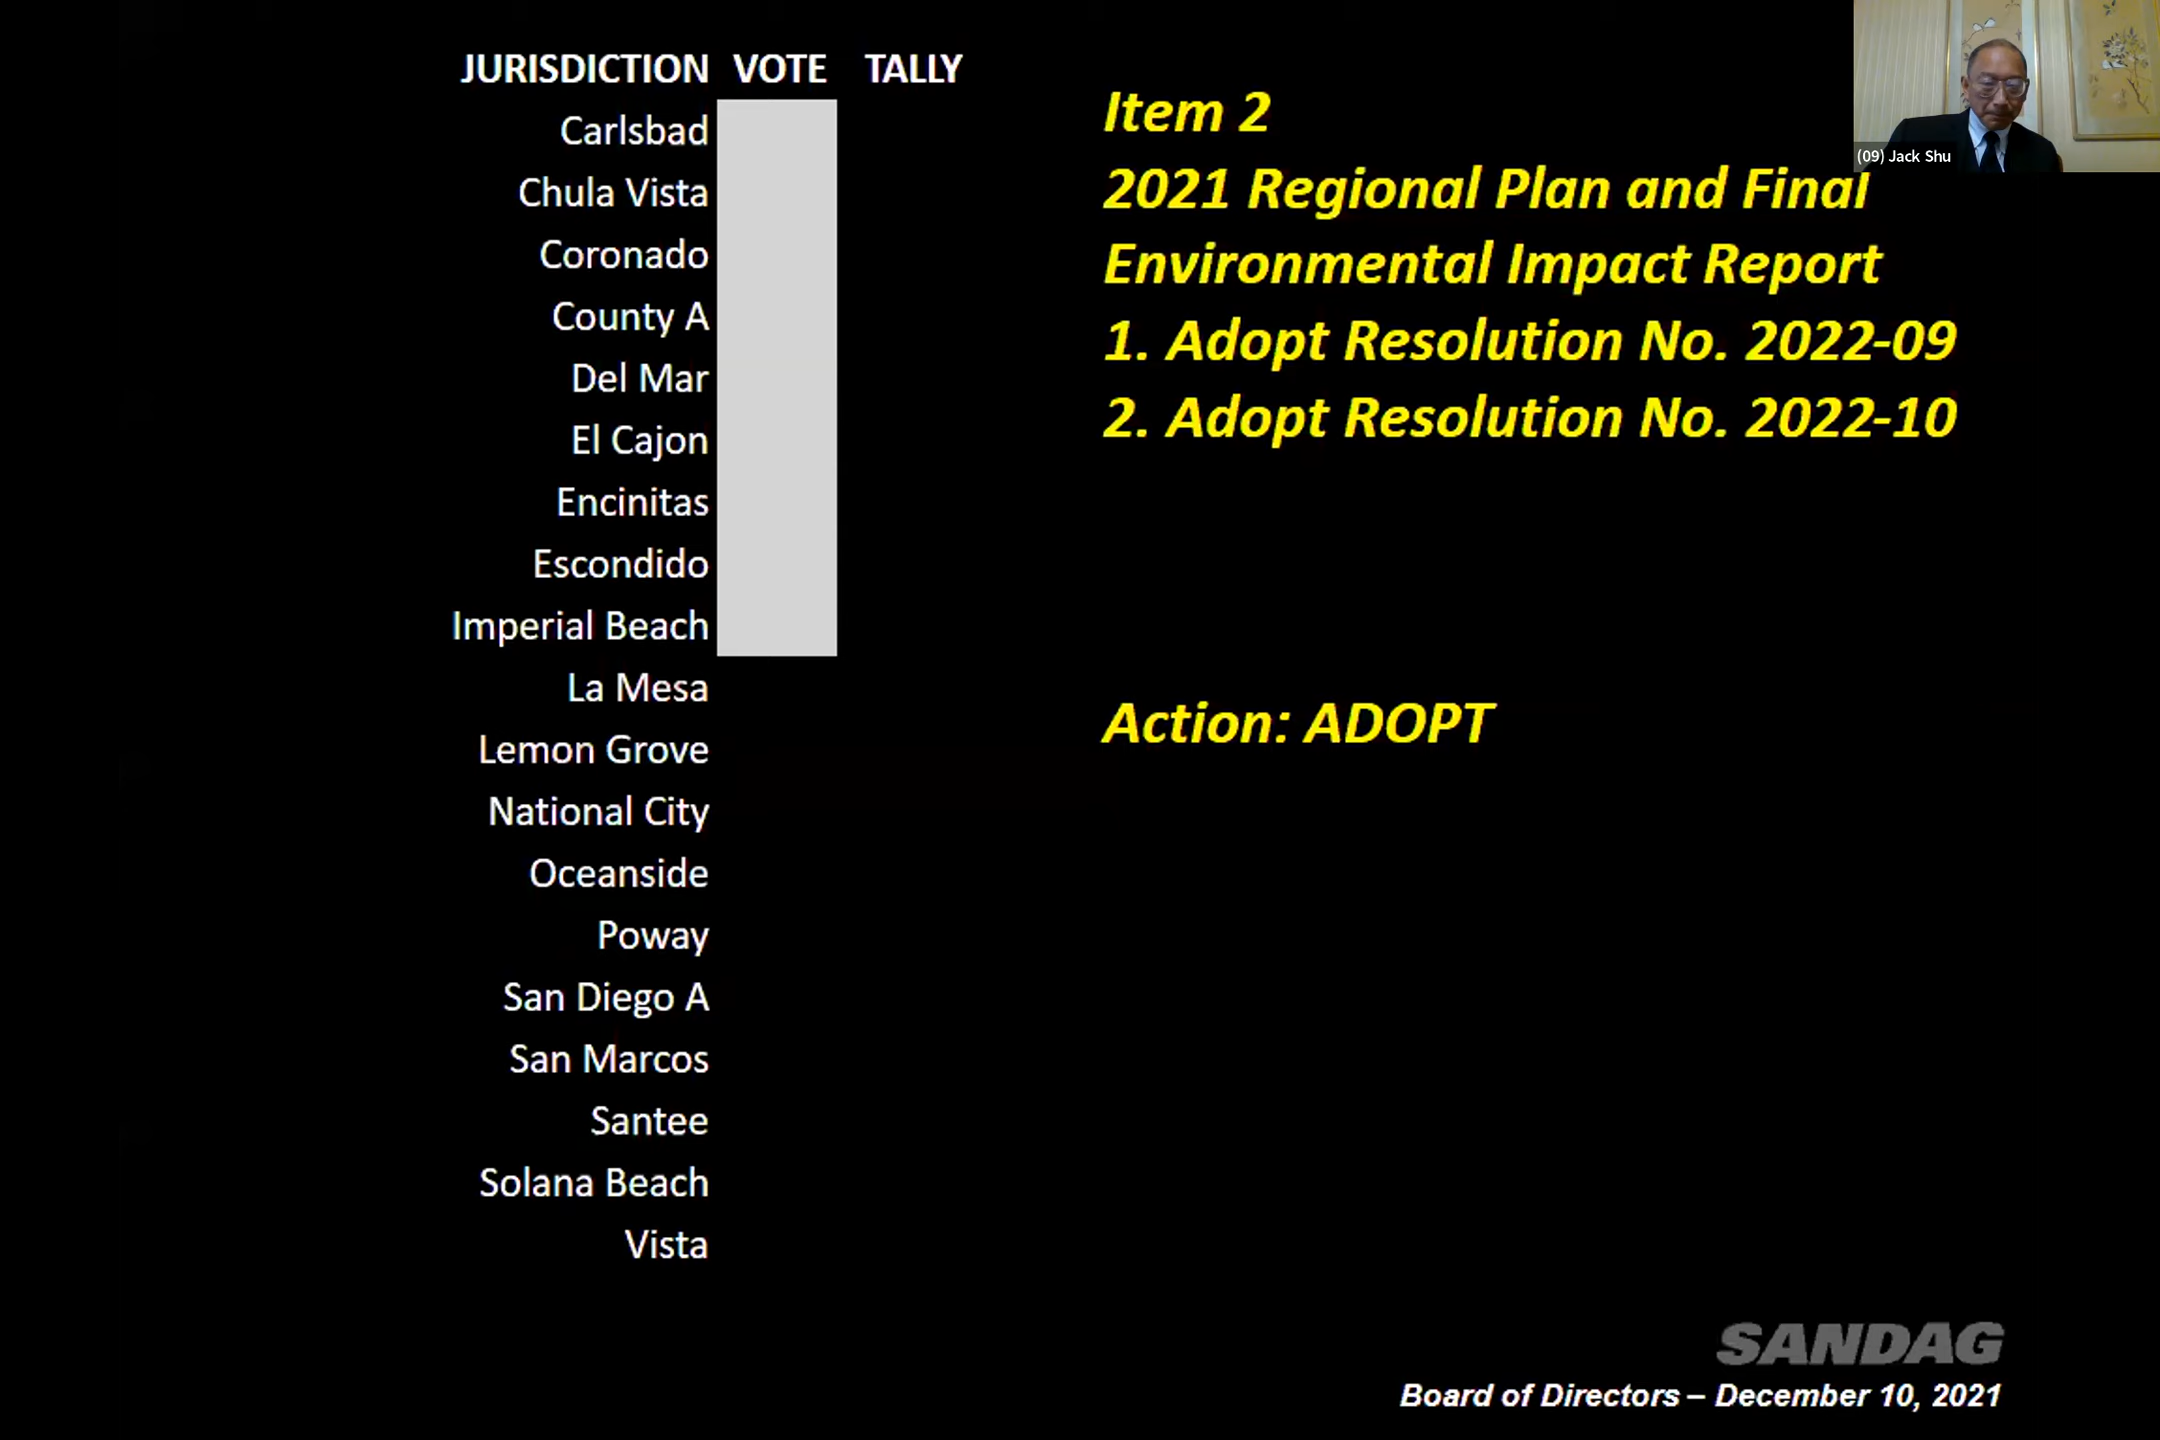 JURISDICTION VOTE TALLY
Carlsbad
Chula Vista
Coronado
County A
Del Mar
El Cajon
Encinitas
Escondido
Imperial Beach
La Mesa
Lemon Grove
National City
Oceanside
Poway
San Diego A
San Marcos
Santee
Solana Beach
Vista
Item 2
2021 Regional Plan and Final
Environmental Impact Report
1. Adopt Resolution No. 2022-09
2. Adopt Resolution No. 2022-10
Action: ADOPT
(09) Jack Shu
SANDAG
Board of Directors – December 10, 2021